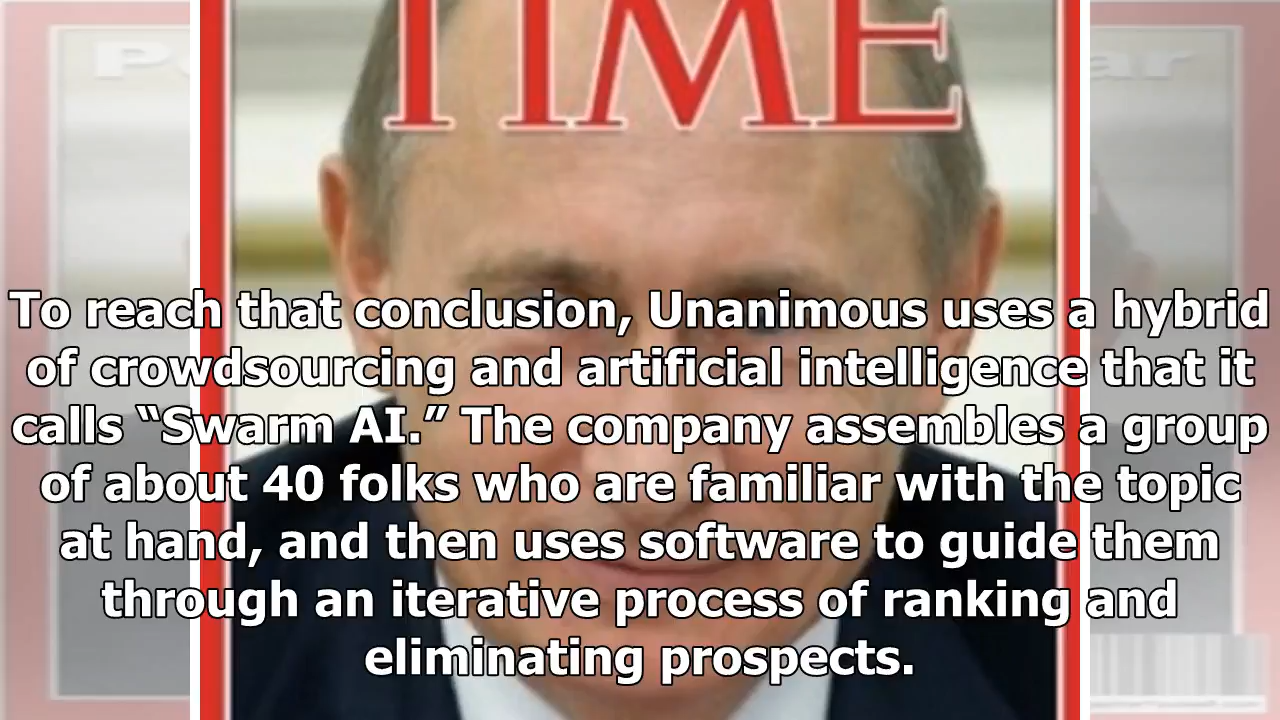 TIME
To reach that conclusion, Unanimous uses a hybrid
of crowdsourcing and artificial intelligence that it
calls “Swarm AI.” The company assembles a group
of about 40 folks who are familiar with the topic
at hand, and then uses software to guide them
through an iterative process of ranking and
eliminating prospects.